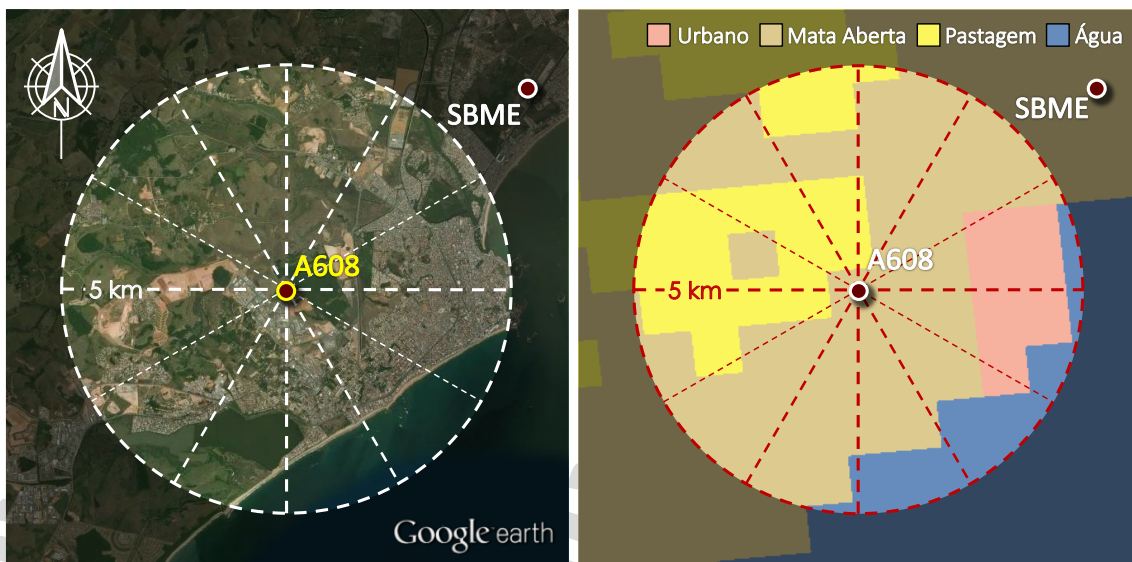 N
SBME
A608
5 km
Google earth
Urbano
Mata Aberta
Pastagem
Água
SBME
A608
5 km